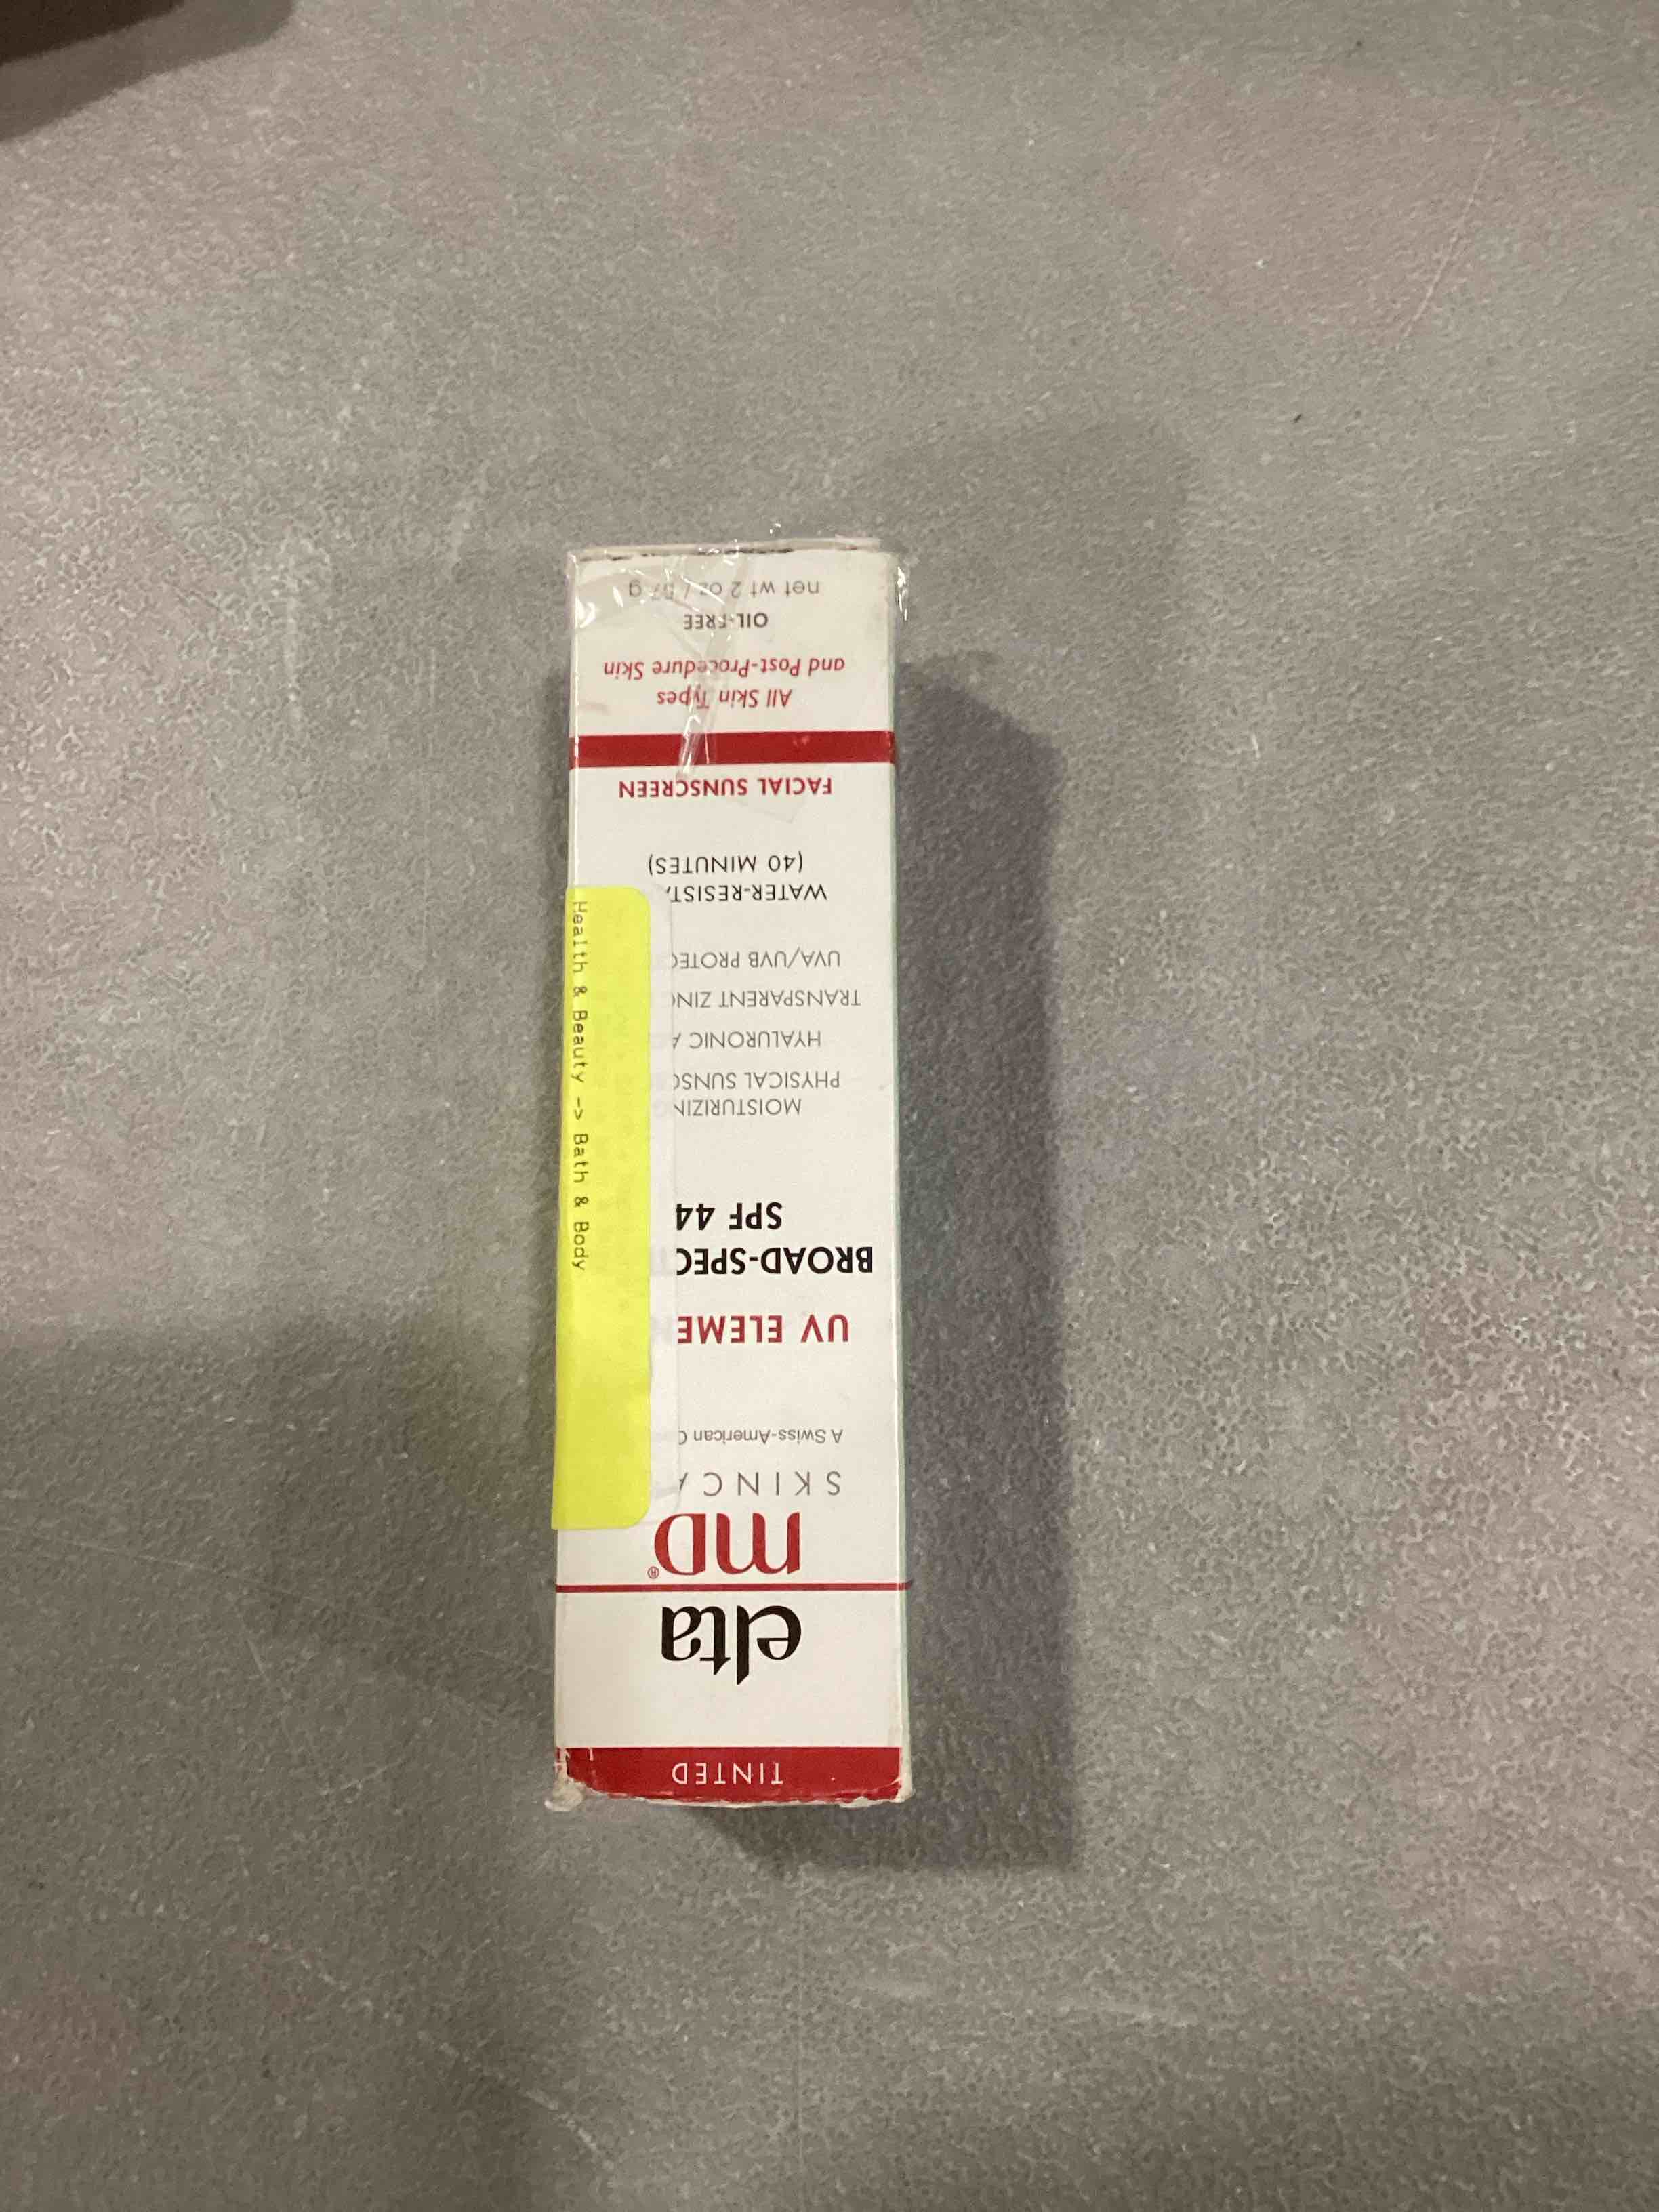 TINTED
elta
MD®
SKINCA
A Swiss-American C
UV ELEME
BROAD-SPEC
SPF 44
MOISTURIZIN
PHYSICAL SUNSC
HYALURONIC A
TRANSPARENT ZINC
UVA/UVB PROTEC
WATER-RESISTA
(40 MINUTES)
FACIAL SUNSCREEN
All Skin Types
and Post-Procedure Skin
OIL-FREE
net wt 2 oz / 57 g
Health & Beauty -> Bath & Body